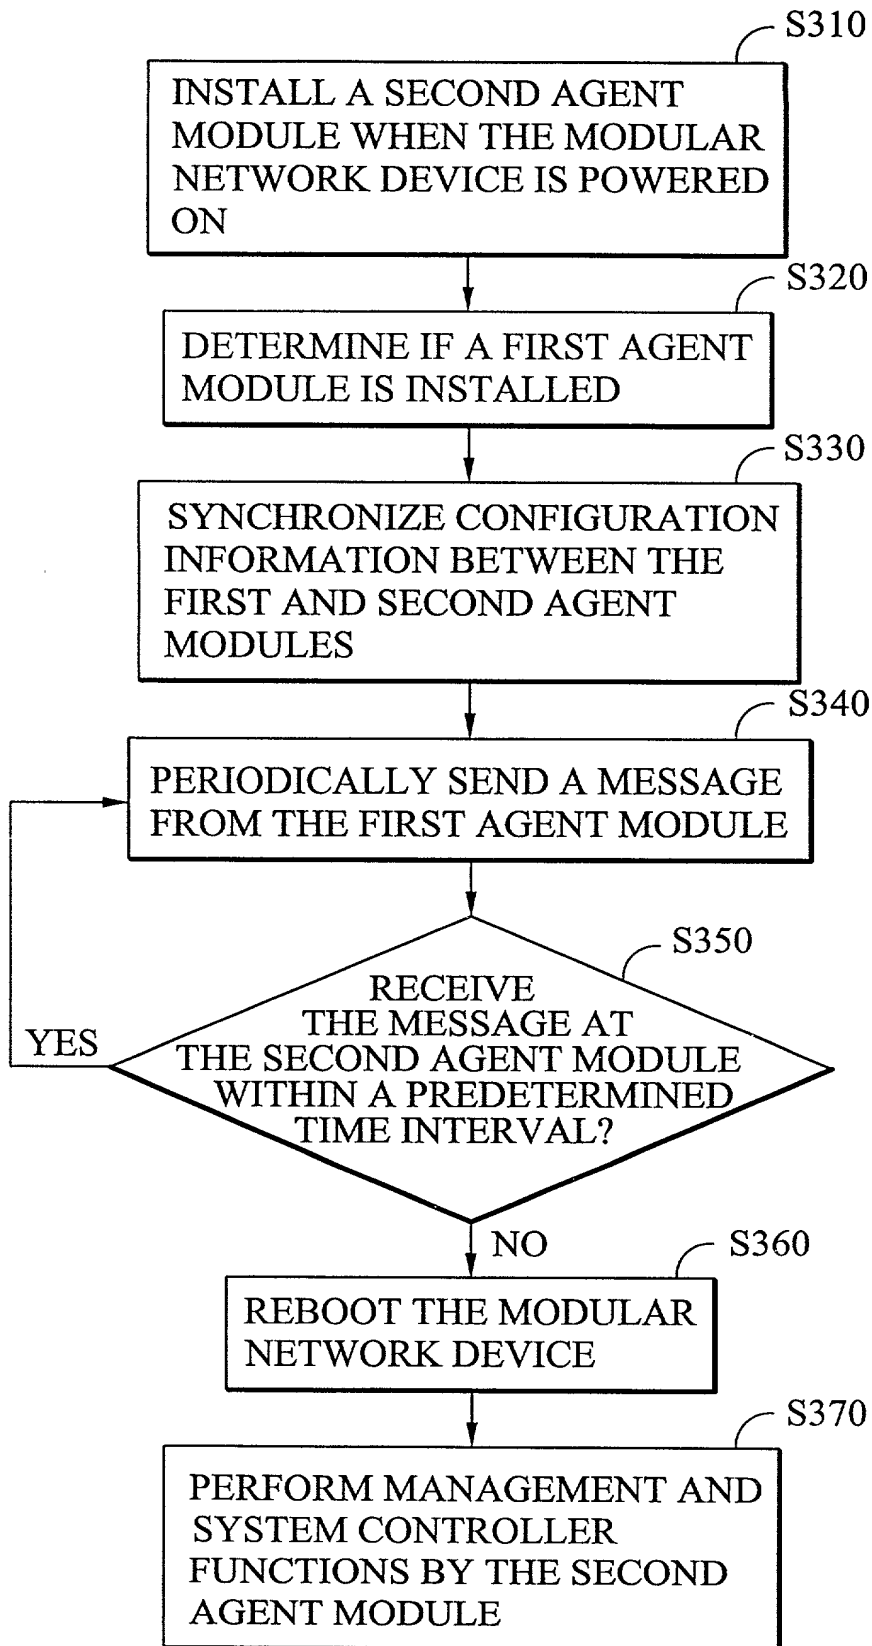 S310
INSTALL A SECOND AGENT
MODULE WHEN THE MODULAR
NETWORK DEVICE IS POWERED
ON
S320
DETERMINE IF A FIRST AGENT
MODULE IS INSTALLED
S330
SYNCHRONIZE CONFIGURATION
INFORMATION BETWEEN THE
FIRST AND SECOND AGENT
MODULES
S340
PERIODICALLY SEND A MESSAGE
FROM THE FIRST AGENT MODULE
S350
RECEIVE
THE MESSAGE AT
THE SECOND AGENT MODULE
WITHIN A PREDETERMINED
TIME INTERVAL?
YES
NO
S360
REBOOT THE MODULAR
NETWORK DEVICE
S370
PERFORM MANAGEMENT AND
SYSTEM CONTROLLER
FUNCTIONS BY THE SECOND
AGENT MODULE